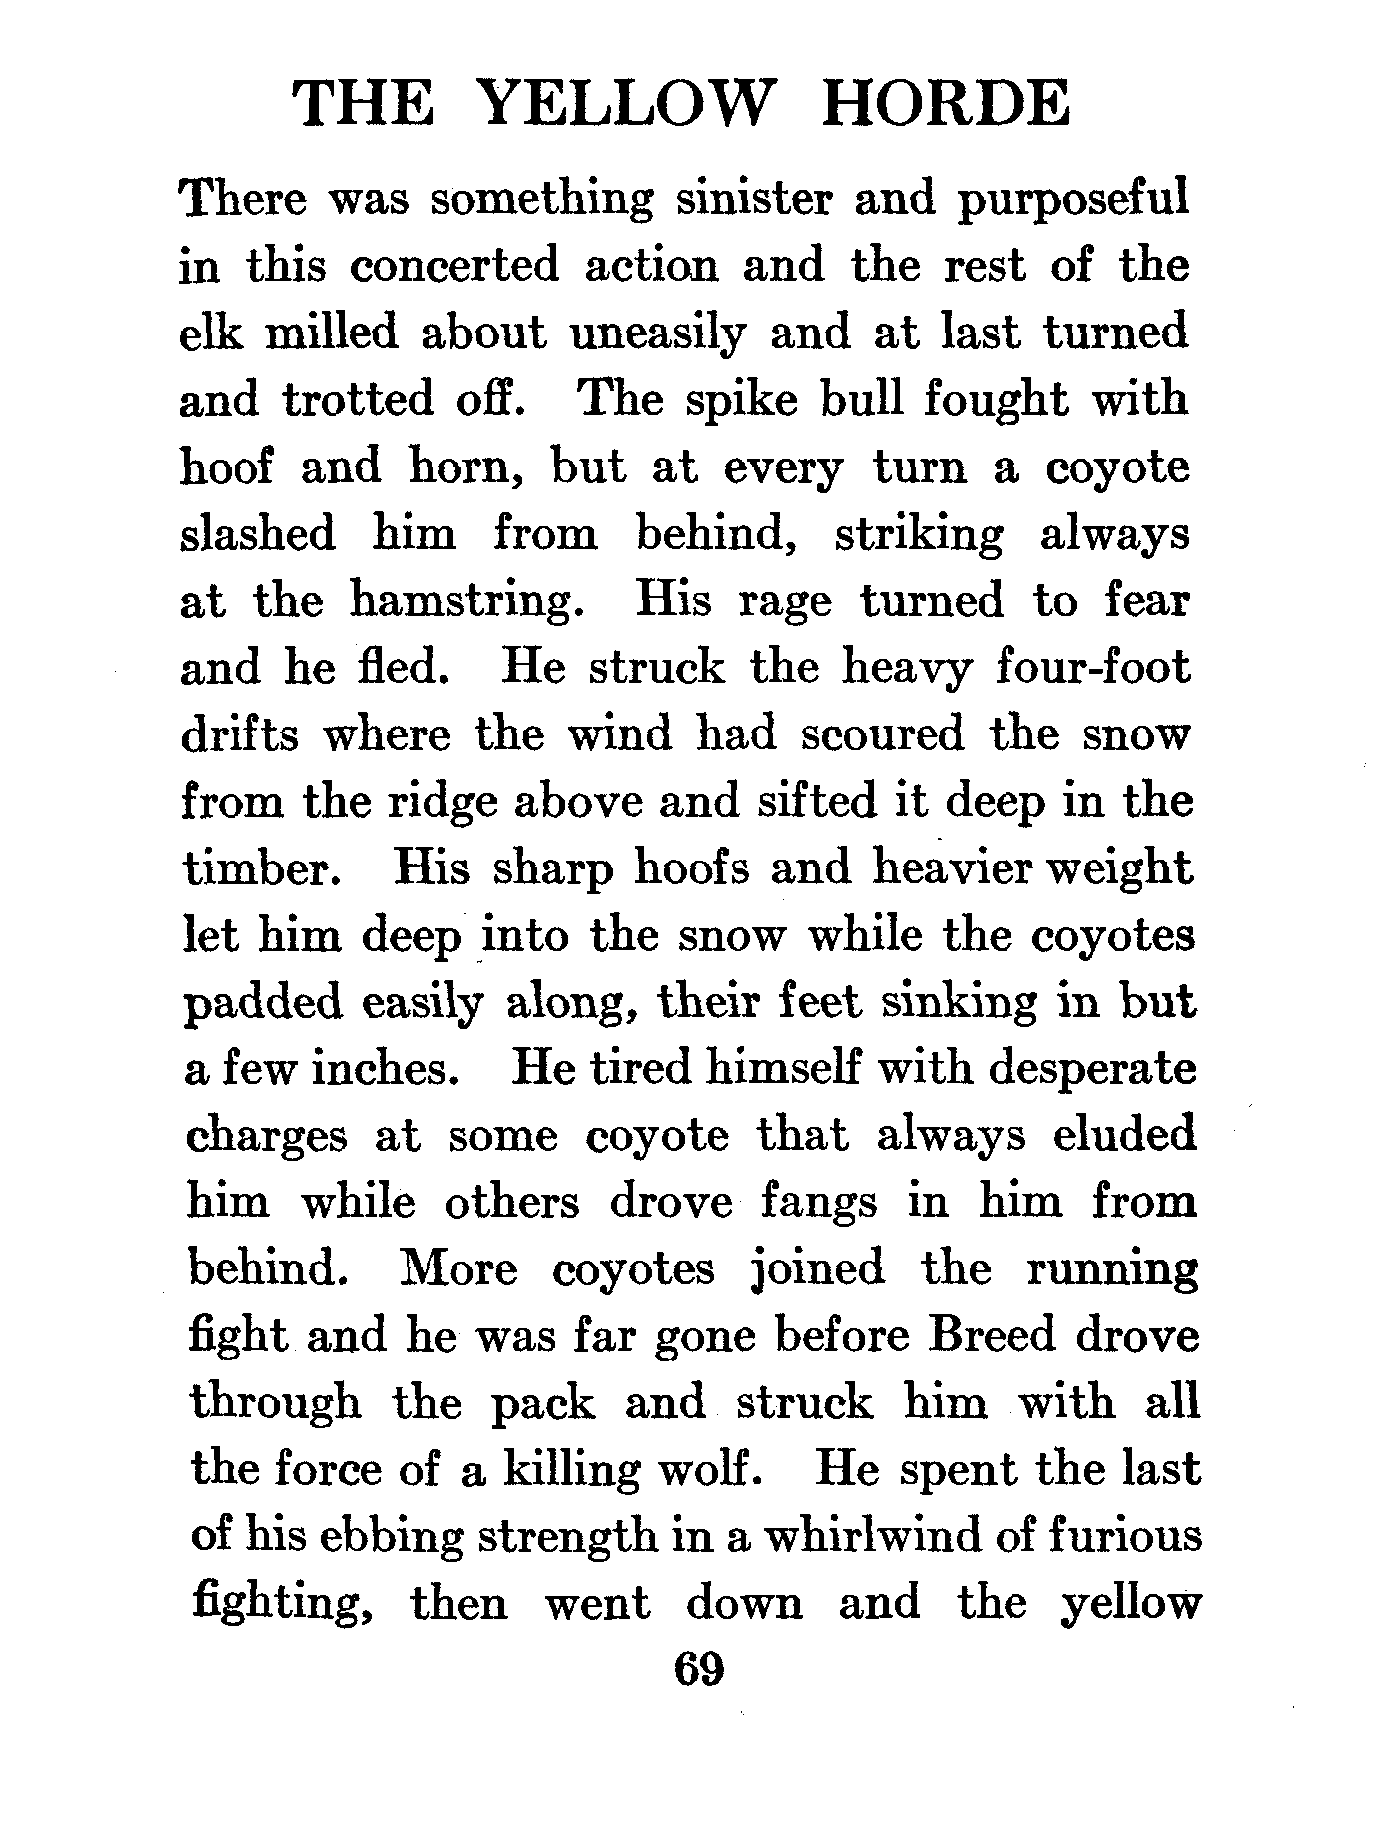 THE YELLOW HORDE
There was something sinister and purposeful
in this concerted action and the rest of the
elk milled about uneasily and at last turned
and trotted off. The spike bull fought with
hoof and horn, but at every turn a coyote
slashed him from behind, striking always
at the hamstring. His rage turned to fear
and he fled. He struck the heavy four-foot
drifts where the wind had scoured the snow
from the ridge above and sifted it deep in the
timber. His sharp hoofs and heavier weight
let him deep into the snow while the coyotes
padded easily along, their feet sinking in but
a few inches. He tired himself with desperate
charges at some coyote that always eluded
him while others drove fangs in him from
behind. More coyotes joined the running
fight and he was far gone before Breed drove
through the pack and struck him with all
the force of a killing wolf. He spent the last
of his ebbing strength in a whirlwind of furious
fighting, then went down and the yellow
69